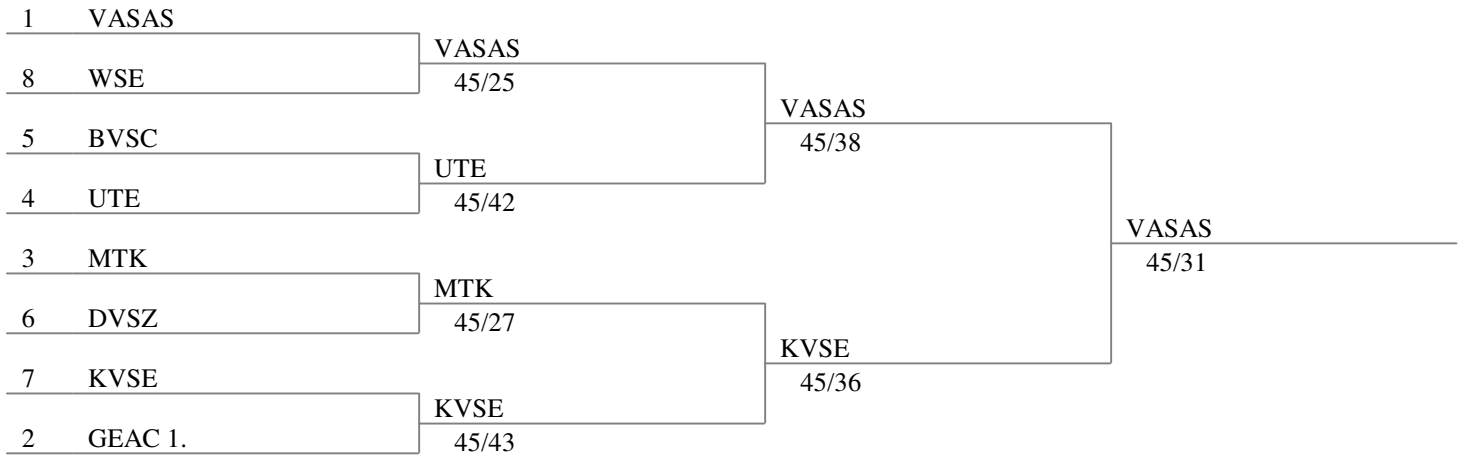 1 VASAS
VASAS
8 WSE
45/25
VASAS
5 BVSC
45/38
UTE
4 UTE
45/42
VASAS
3 MTK
45/31
MTK
6 DVSZ
45/27
KVSE
7 KVSE
45/36
KVSE
2 GEAC 1.
45/43